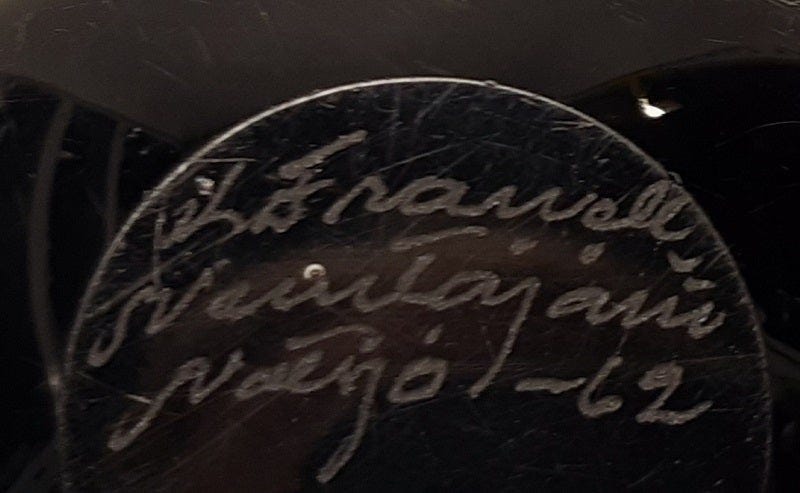 K. Franck
Nuutajärvi
Notsjö -62